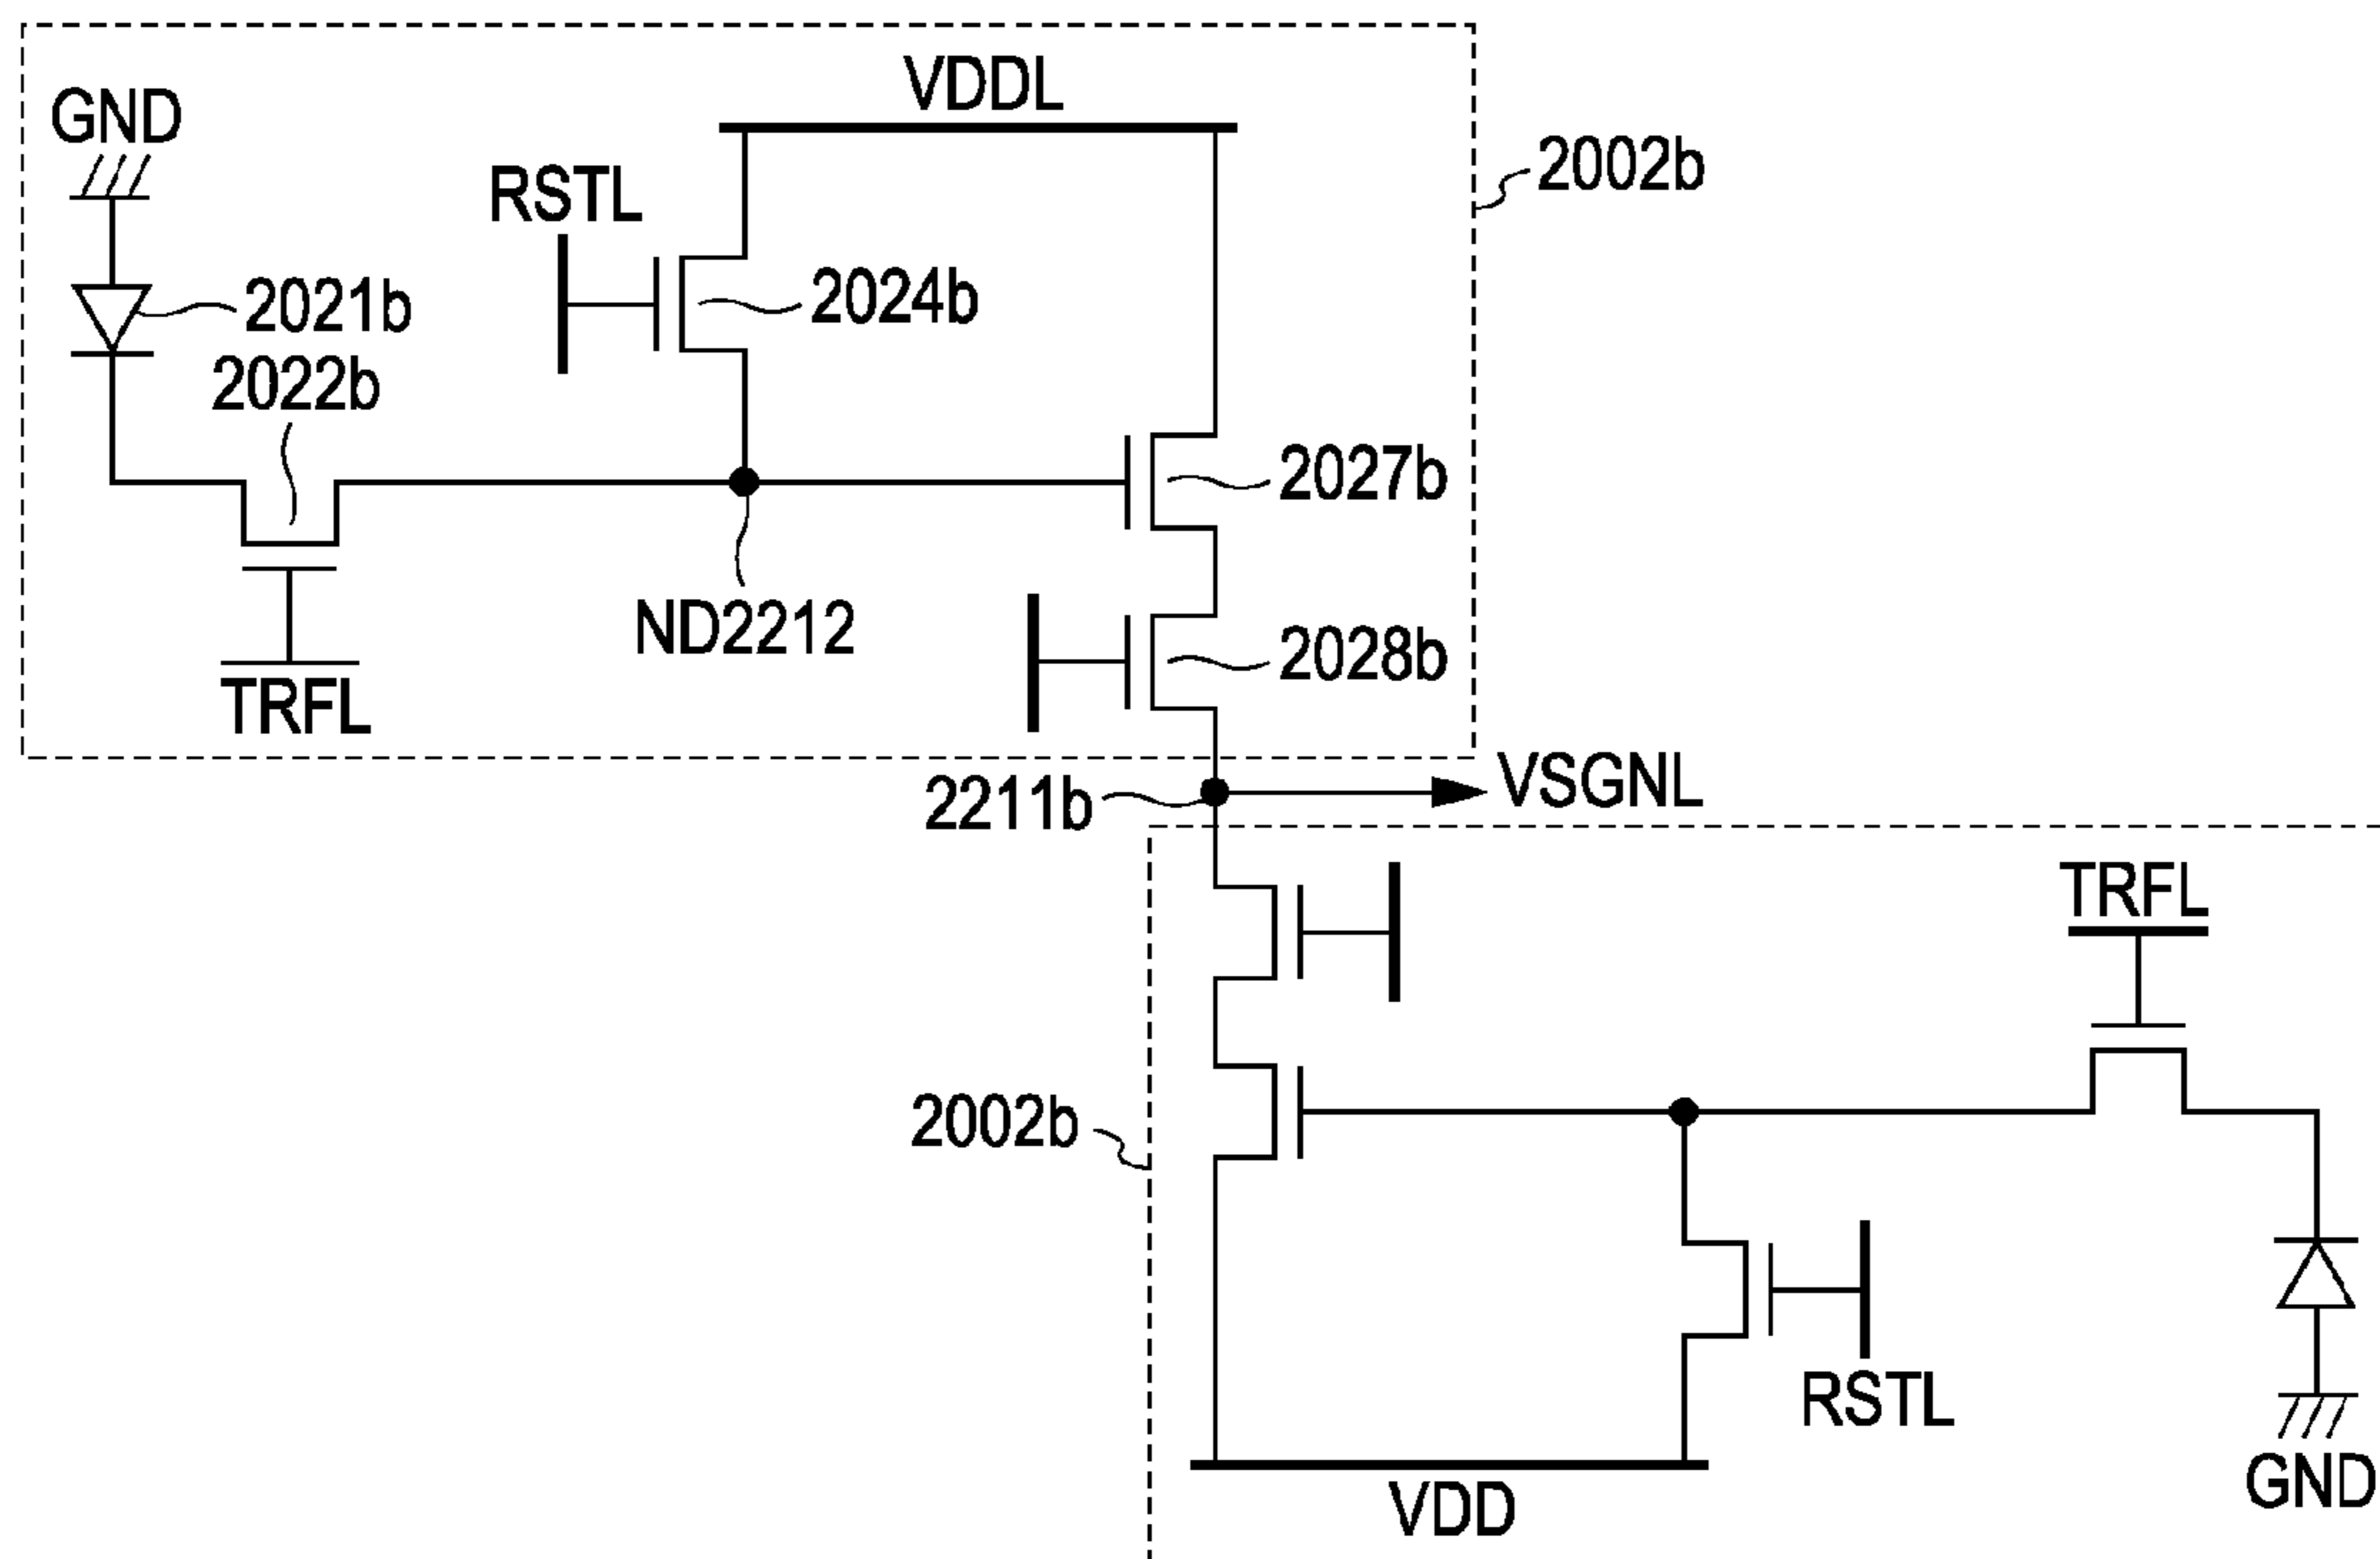 VDDL
GND
2002b
RSTL
2021b
2024b
2022b
2027b
ND2212
2028b
TRFL
VSGNL
2211b
TRFL
2002b
RSTL
GND
VDD